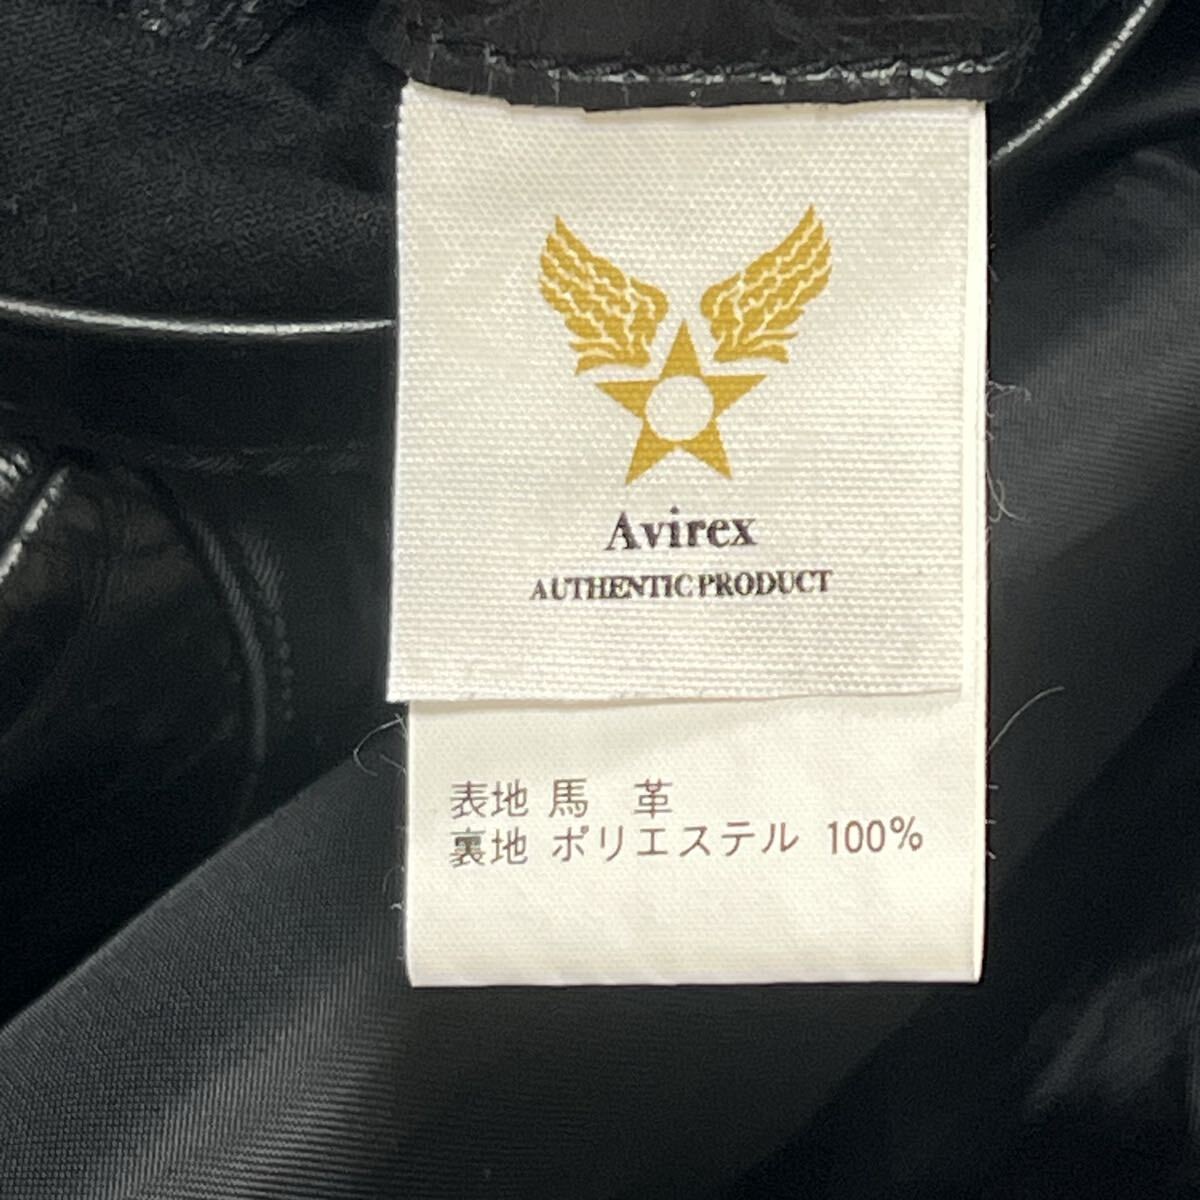 Avirex
AUTHENTIC PRODUCT
表地 馬 革
裏地 ポリエステル 100%